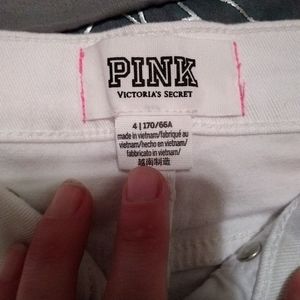 PINK
VICTORIA'S SECRET
4 | 170/66A
made in vietnam/fabriqué au
vietnam/hecho en vietnam/
fabbricato in vietnam/
越南制造